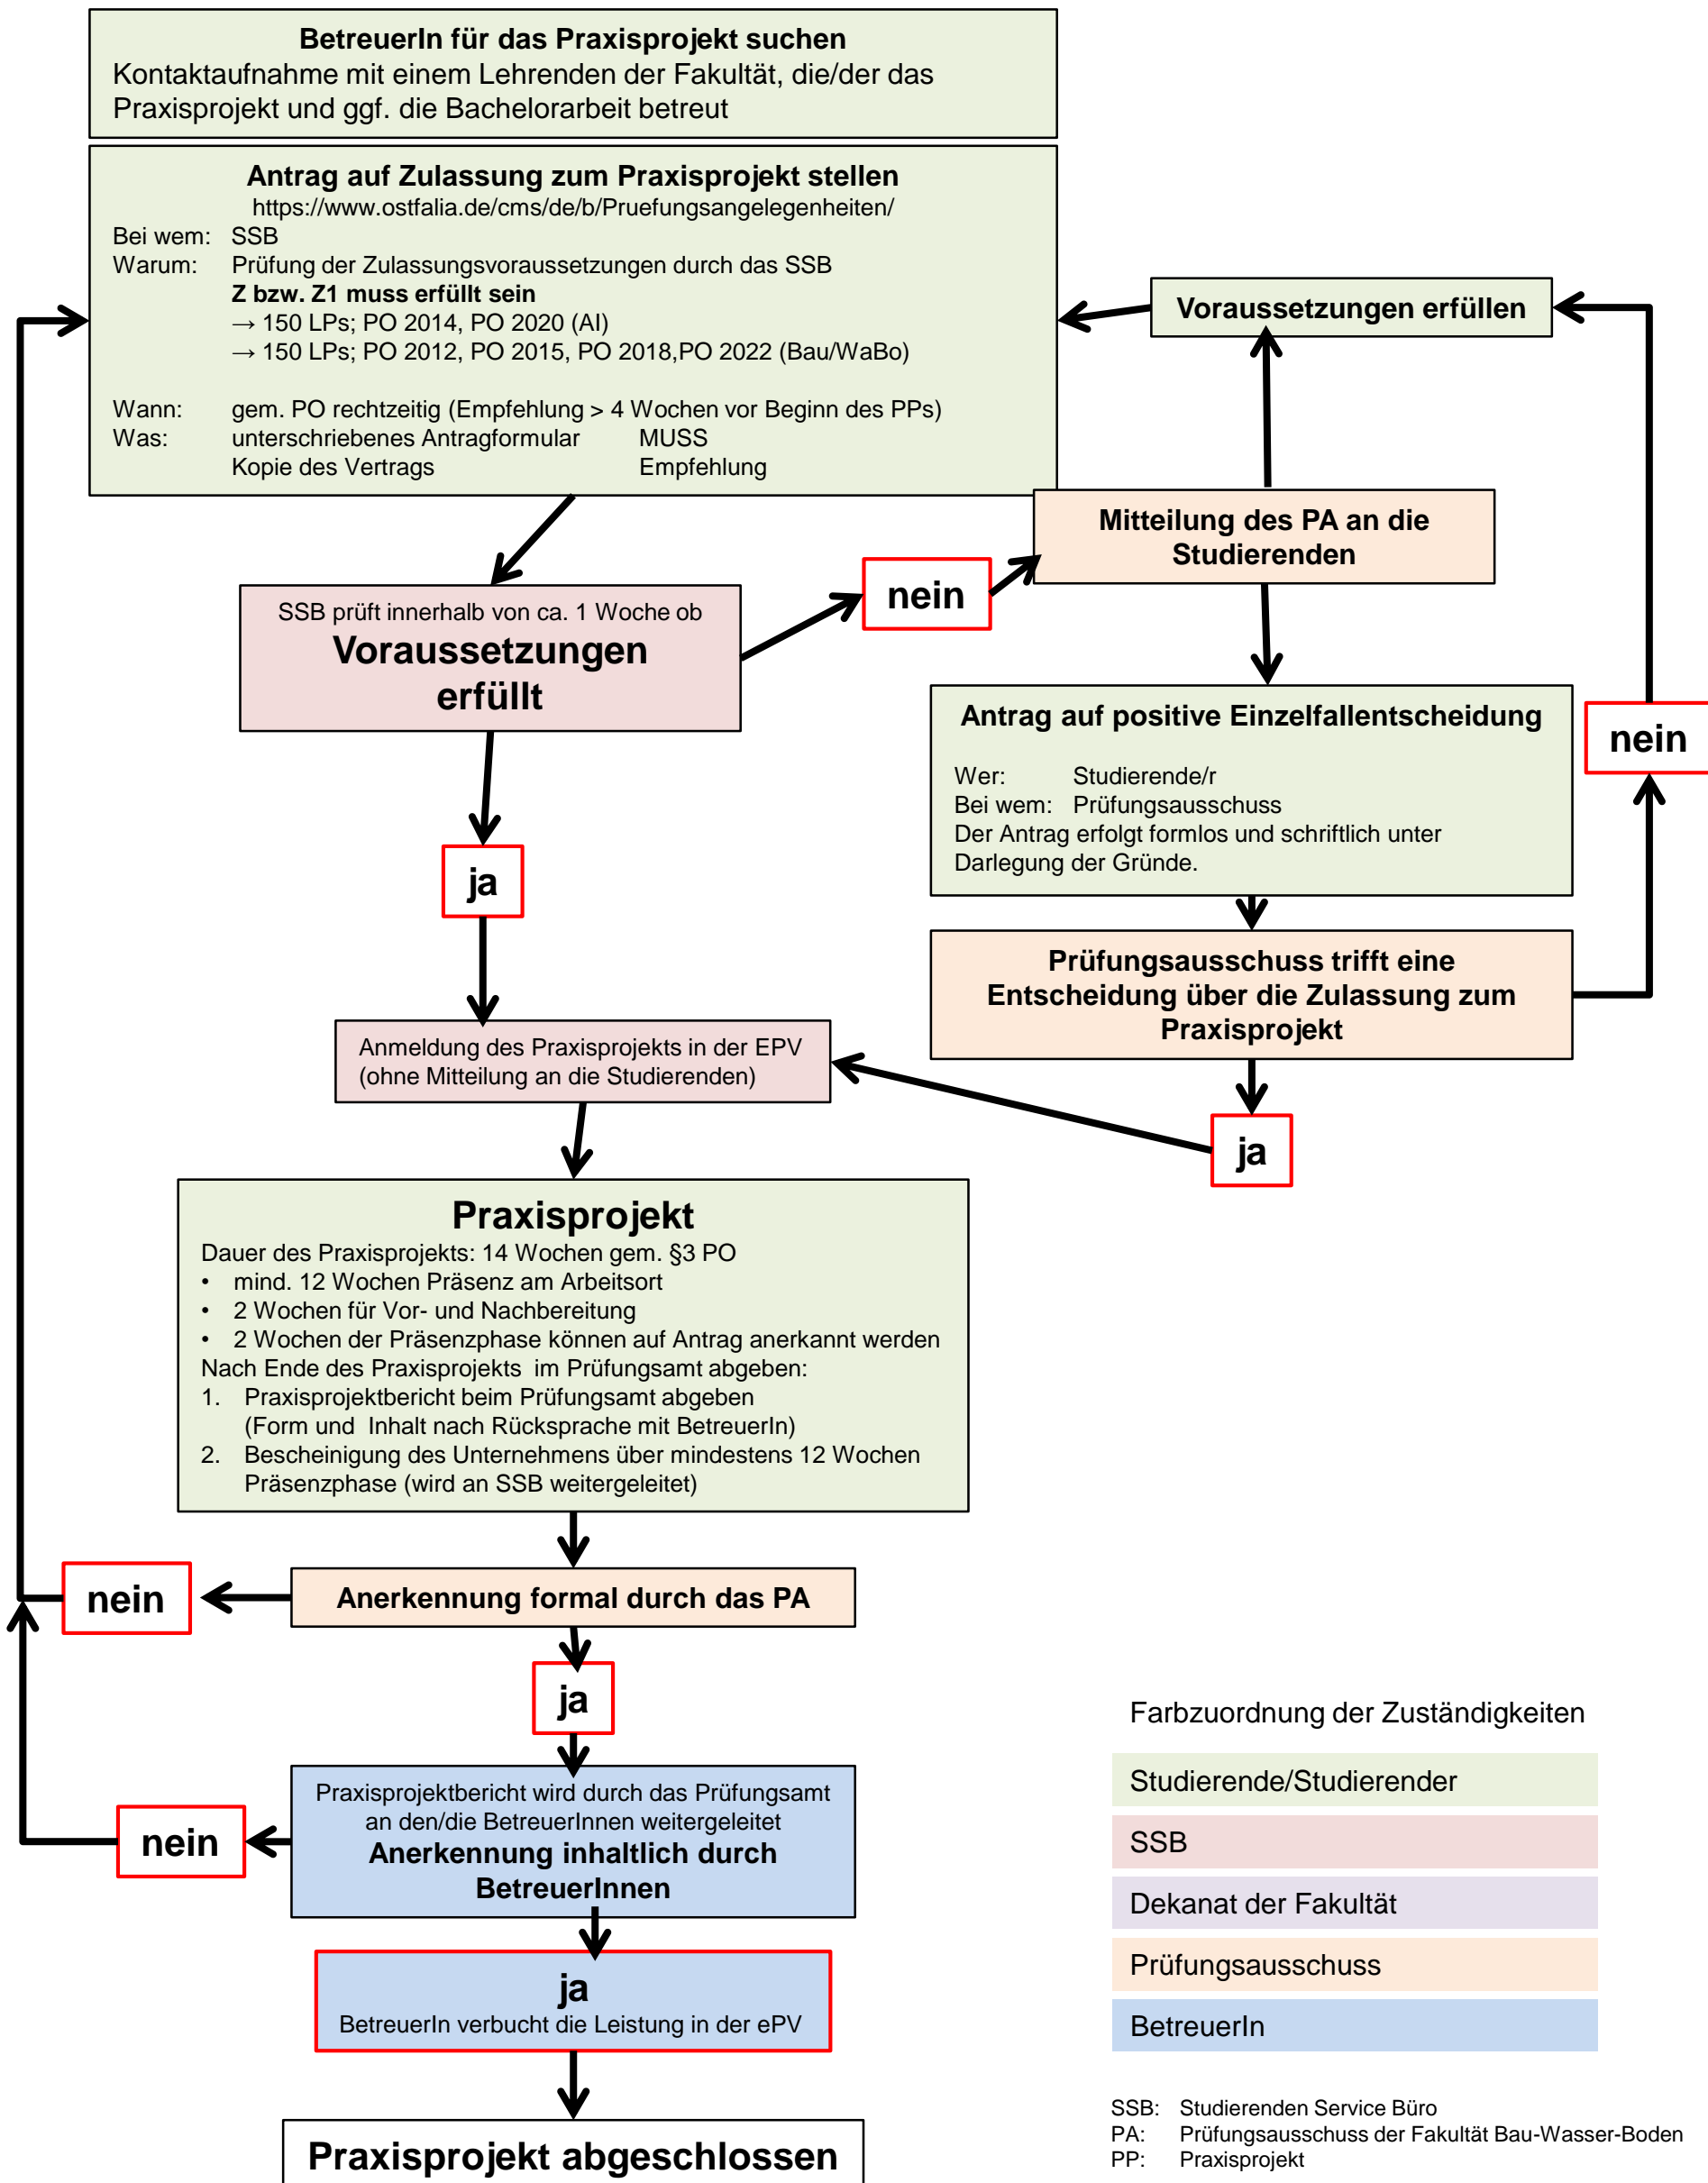 BetreuerIn für das Praxisprojekt suchen
Kontaktaufnahme mit einem Lehrenden der Fakultät, die/der das
Praxisprojekt und ggf. die Bachelorarbeit betreut
Antrag auf Zulassung zum Praxisprojekt stellen
https://www.ostfalia.de/cms/de/b/Pruefungsangelegenheiten/
Bei wem: SSB
Warum: Prüfung der Zulassungsvoraussetzungen durch das SSB
Z bzw. Z1 muss erfüllt sein
→ 150 LPs; PO 2014, PO 2020 (AI)
→ 150 LPs; PO 2012, PO 2015, PO 2018,PO 2022 (Bau/WaBo)
Wann: gem. PO rechtzeitig (Empfehlung > 4 Wochen vor Beginn des PPs)
Was: unterschriebenes Antragformular MUSS
Kopie des Vertrags Empfehlung
Voraussetzungen erfüllen
Mitteilung des PA an die
Studierenden
nein
SSB prüft innerhalb von ca. 1 Woche ob
Voraussetzungen
erfüllt
Antrag auf positive Einzelfallentscheidung
Wer: Studierende/r
Bei wem: Prüfungsausschuss
Der Antrag erfolgt formlos und schriftlich unter
Darlegung der Gründe.
nein
ja
Prüfungsausschuss trifft eine
Entscheidung über die Zulassung zum
Praxisprojekt
Anmeldung des Praxisprojekts in der EPV
(ohne Mitteilung an die Studierenden)
ja
Praxisprojekt
Dauer des Praxisprojekts: 14 Wochen gem. §3 PO
• mind. 12 Wochen Präsenz am Arbeitsort
• 2 Wochen für Vor- und Nachbereitung
• 2 Wochen der Präsenzphase können auf Antrag anerkannt werden
Nach Ende des Praxisprojekts im Prüfungsamt abgeben:
1. Praxisprojektbericht beim Prüfungsamt abgeben
(Form und Inhalt nach Rücksprache mit BetreuerIn)
2. Bescheinigung des Unternehmens über mindestens 12 Wochen
Präsenzphase (wird an SSB weitergeleitet)
nein
Anerkennung formal durch das PA
ja
Praxisprojektbericht wird durch das Prüfungsamt
an den/die BetreuerInnen weitergeleitet
Anerkennung inhaltlich durch
BetreuerInnen
nein
ja
BetreuerIn verbucht die Leistung in der ePV
Praxisprojekt abgeschlossen
Farbzuordnung der Zuständigkeiten
Studierende/Studierender
SSB
Dekanat der Fakultät
Prüfungsausschuss
BetreuerIn
SSB: Studierenden Service Büro
PA: Prüfungsausschuss der Fakultät Bau-Wasser-Boden
PP: Praxisprojekt